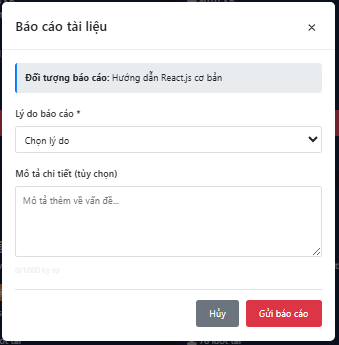 Báo cáo tài liệu
×
Đối tượng báo cáo: Hướng dẫn React.js cơ bản
Lý do báo cáo *
Chọn lý do
Mô tả chi tiết (tùy chọn)
Mô tả thêm về vấn đề...
0/1000 ký tự
Hủy
Gửi báo cáo